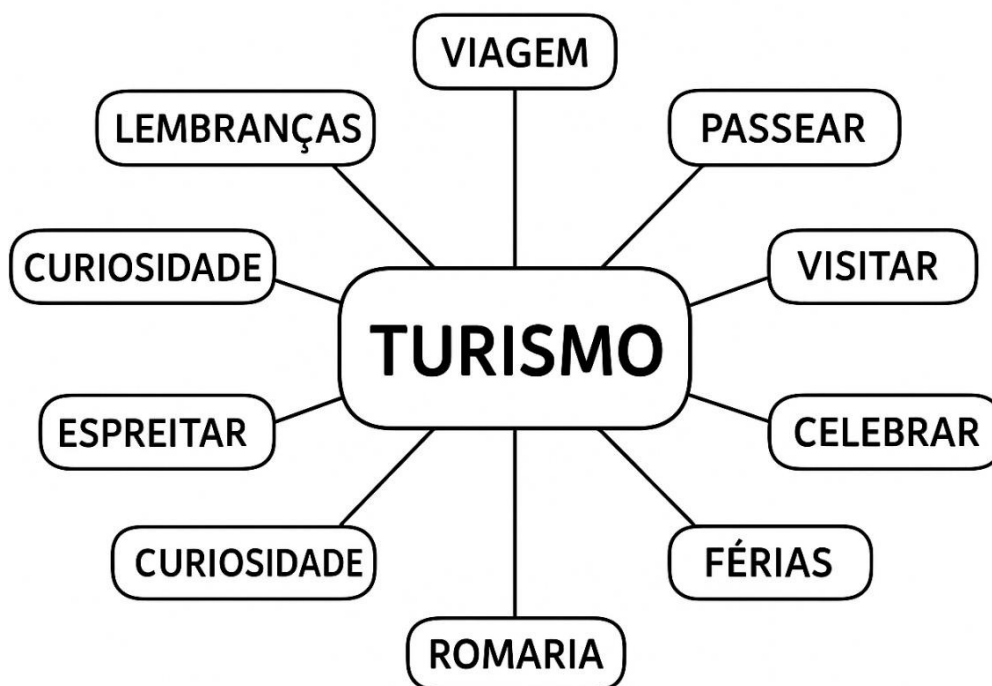 VIAGEM
LEMBRANÇAS
PASSEAR
CURIOSIDADE
VISITAR
TURISMO
ESPREITAR
CELEBRAR
CURIOSIDADE
FÉRIAS
ROMARIA